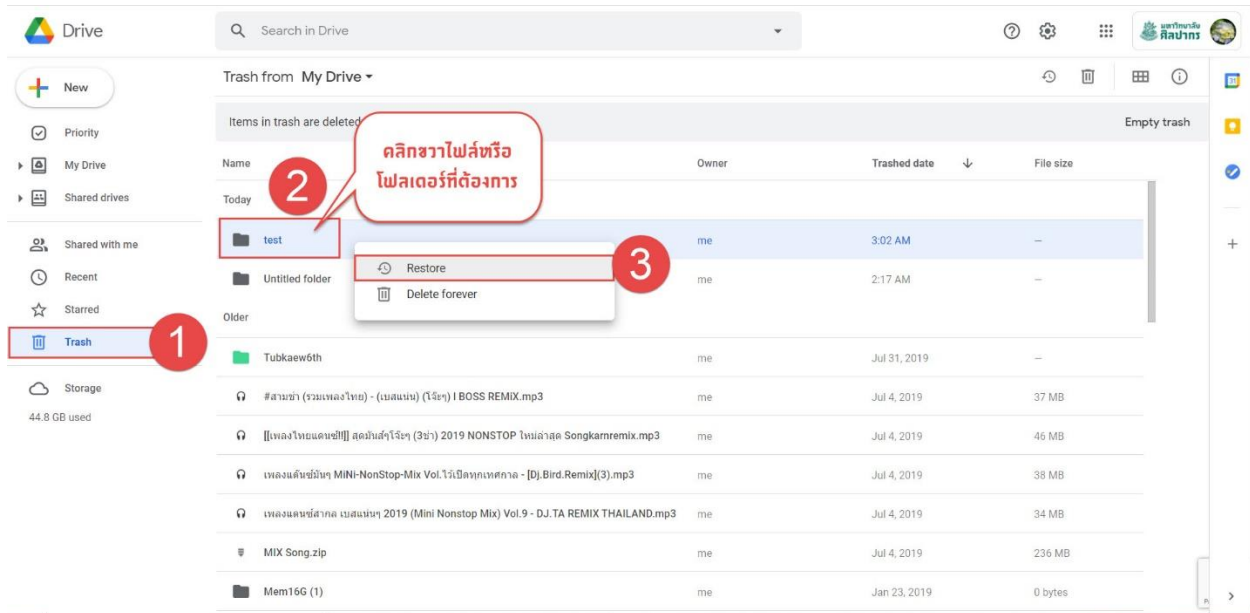 Drive
Search in Drive
มหาวิทยาลัย
ศิลปากร
New
Trash from My Drive
31
Items in trash are deleted
Empty trash
Priority
My Drive
Shared drives
Shared with me
Recent
Starred
Trash
1
Storage
44.8 GB used
คลิกขวาไฟล์หรือ
โฟลเดอร์ที่ต้องการ
2
Name
Owner
Trashed date
File size
Today
test
me
3:02 AM
–
Restore
3
Delete forever
Untitled folder
me
2:17 AM
–
Older
Tubkaew6th
me
Jul 31, 2019
–
#สามช่า (รวมเพลงไทย) - (เบสแน่น) (โจ๊ะๆ) l BOSS REMiX.mp3
me
Jul 4, 2019
37 MB
[[เพลงไทยแดนซ์!!]] สุดมันส์ๆโจ๊ะๆ (3ช่า) 2019 NONSTOP ใหม่ล่าสุด Songkarnremix.mp3
me
Jul 4, 2019
46 MB
เพลงแด๊นซ์มันๆ MiNi-NonStop-Mix Vol.ไว้เปิดทุกเทศกาล - [Dj.Bird.Remix](3).mp3
me
Jul 4, 2019
38 MB
เพลงแดนซ์สากล เบสแน่นๆ 2019 (Mini Nonstop Mix) Vol.9 - DJ.TA REMIX THAILAND.mp3
me
Jul 4, 2019
34 MB
MIX Song.zip
me
Jul 4, 2019
236 MB
Mem16G (1)
me
Jan 23, 2019
0 bytes